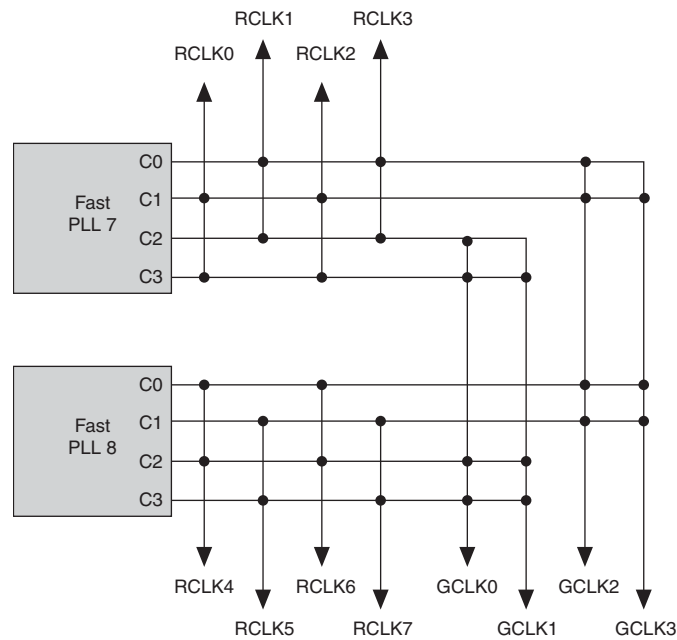 RCLK1 RCLK3
RCLK0 RCLK2
C0
C1
Fast
PLL 7
C2
C3
C0
C1
Fast
PLL 8
C2
C3
RCLK4 RCLK6 GCLK0 GCLK2
RCLK5 RCLK7 GCLK1 GCLK3